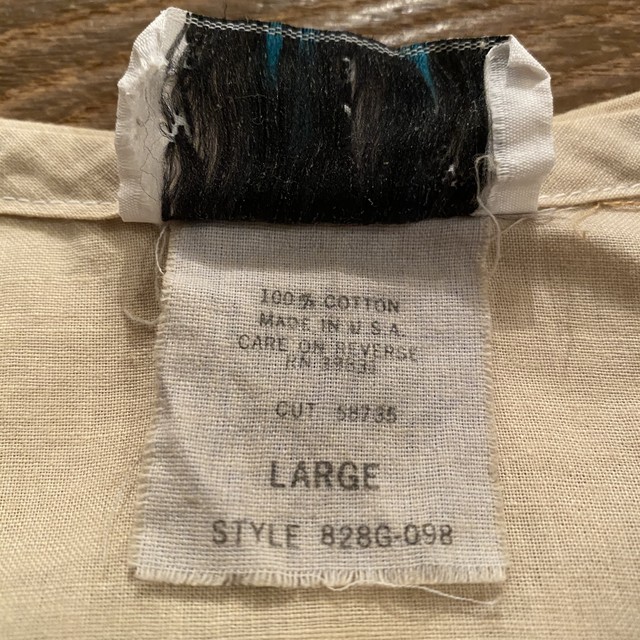 100% COTTON
MADE IN U.S.A.
CARE ON REVERSE
RN
CUT 58735
LARGE
STYLE 828G-098